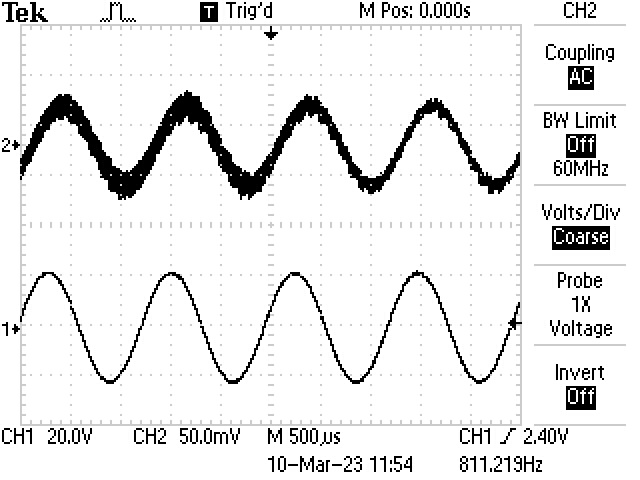 Tek T Trig'd M Pos: 0.000s CH2
Coupling
AC
BW Limit
Off
60MHz
2
Volts/Div
Coarse
Probe
1X
Voltage
1
Invert
Off
CH1 20.0V CH2 50.0mV M 500µs CH1 2.40V
10-Mar-23 11:54 811.219Hz